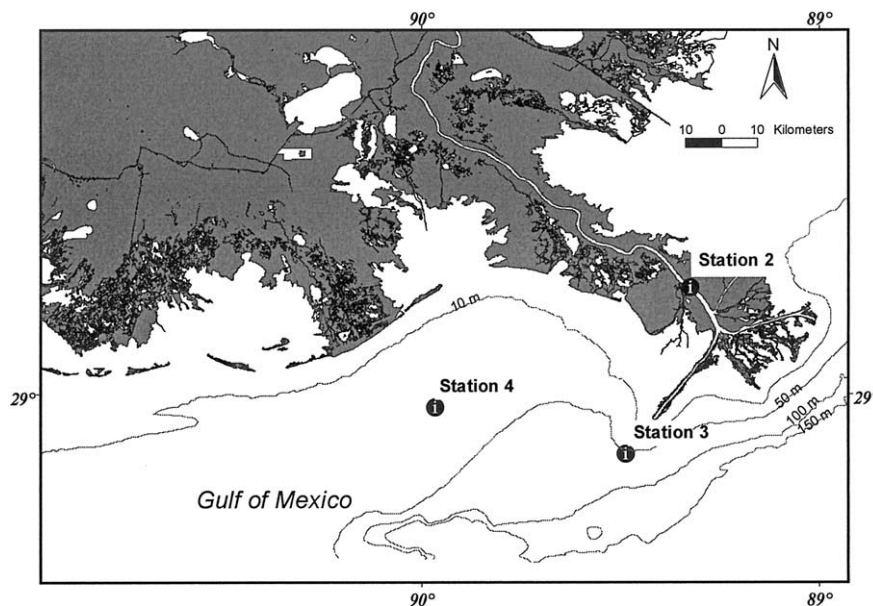 90°
89°
N
10 0 10 Kilometers
Station 2
i
10 m
29°
Station 4
i
50 m
100 m
150 m
29°
Station 3
i
Gulf of Mexico
90°
89°